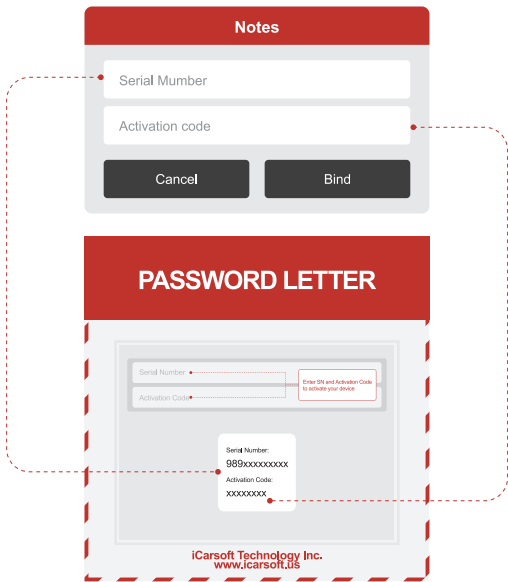 Notes
Serial Mumber
Activation code
Cancel
Bind
PASSWORD LETTER
Serial Number
Activation Code
Enter SN and Activation Code
to activate your device
Serial Number:
989xxxxxxxxx
Activation Code:
xxxxxxxx
iCarsoft Technology Inc.
www.icarsoft.us